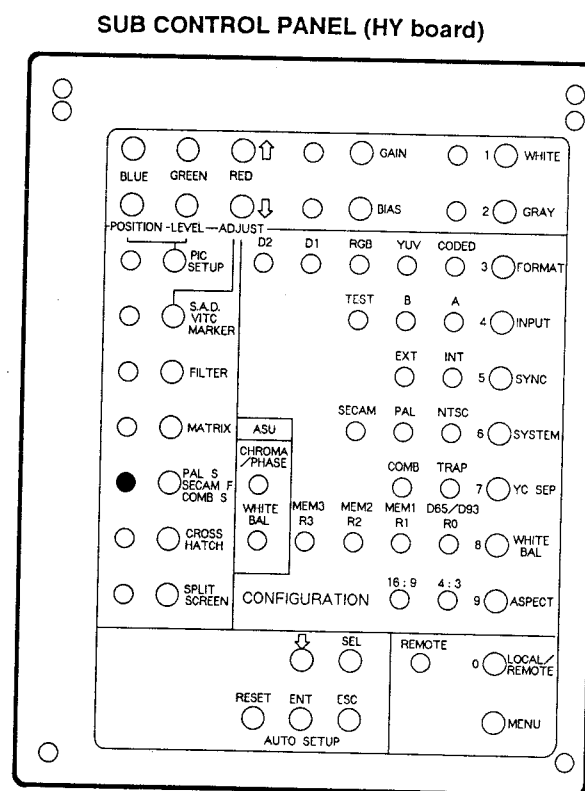 SUB CONTROL PANEL (HY board)
GAIN
1 WHITE
BLUE GREEN RED
BIAS
2 GRAY
POSITION LEVEL ADJUST
D2 D1 RGB YUV CODED
PIC
SETUP
3 FORMAT
TEST B A
S.A.D.
VITC
MARKER
4 INPUT
EXT INT
FILTER
5 SYNC
SECAM PAL NTSC
MATRIX
ASU
6 SYSTEM
CHROMA
/PHASE
COMB TRAP
PAL S
SECAM F
COMB S
7 YC SEP
WHITE
BAL
MEM3 MEM2 MEM1 D65/D93
R3 R2 R1 R0
CROSS
HATCH
8 WHITE
BAL
16:9 4:3
SPLIT
SCREEN
CONFIGURATION
9 ASPECT
SEL
REMOTE
0 LOCAL/
REMOTE
RESET ENT ESC
MENU
AUTO SETUP